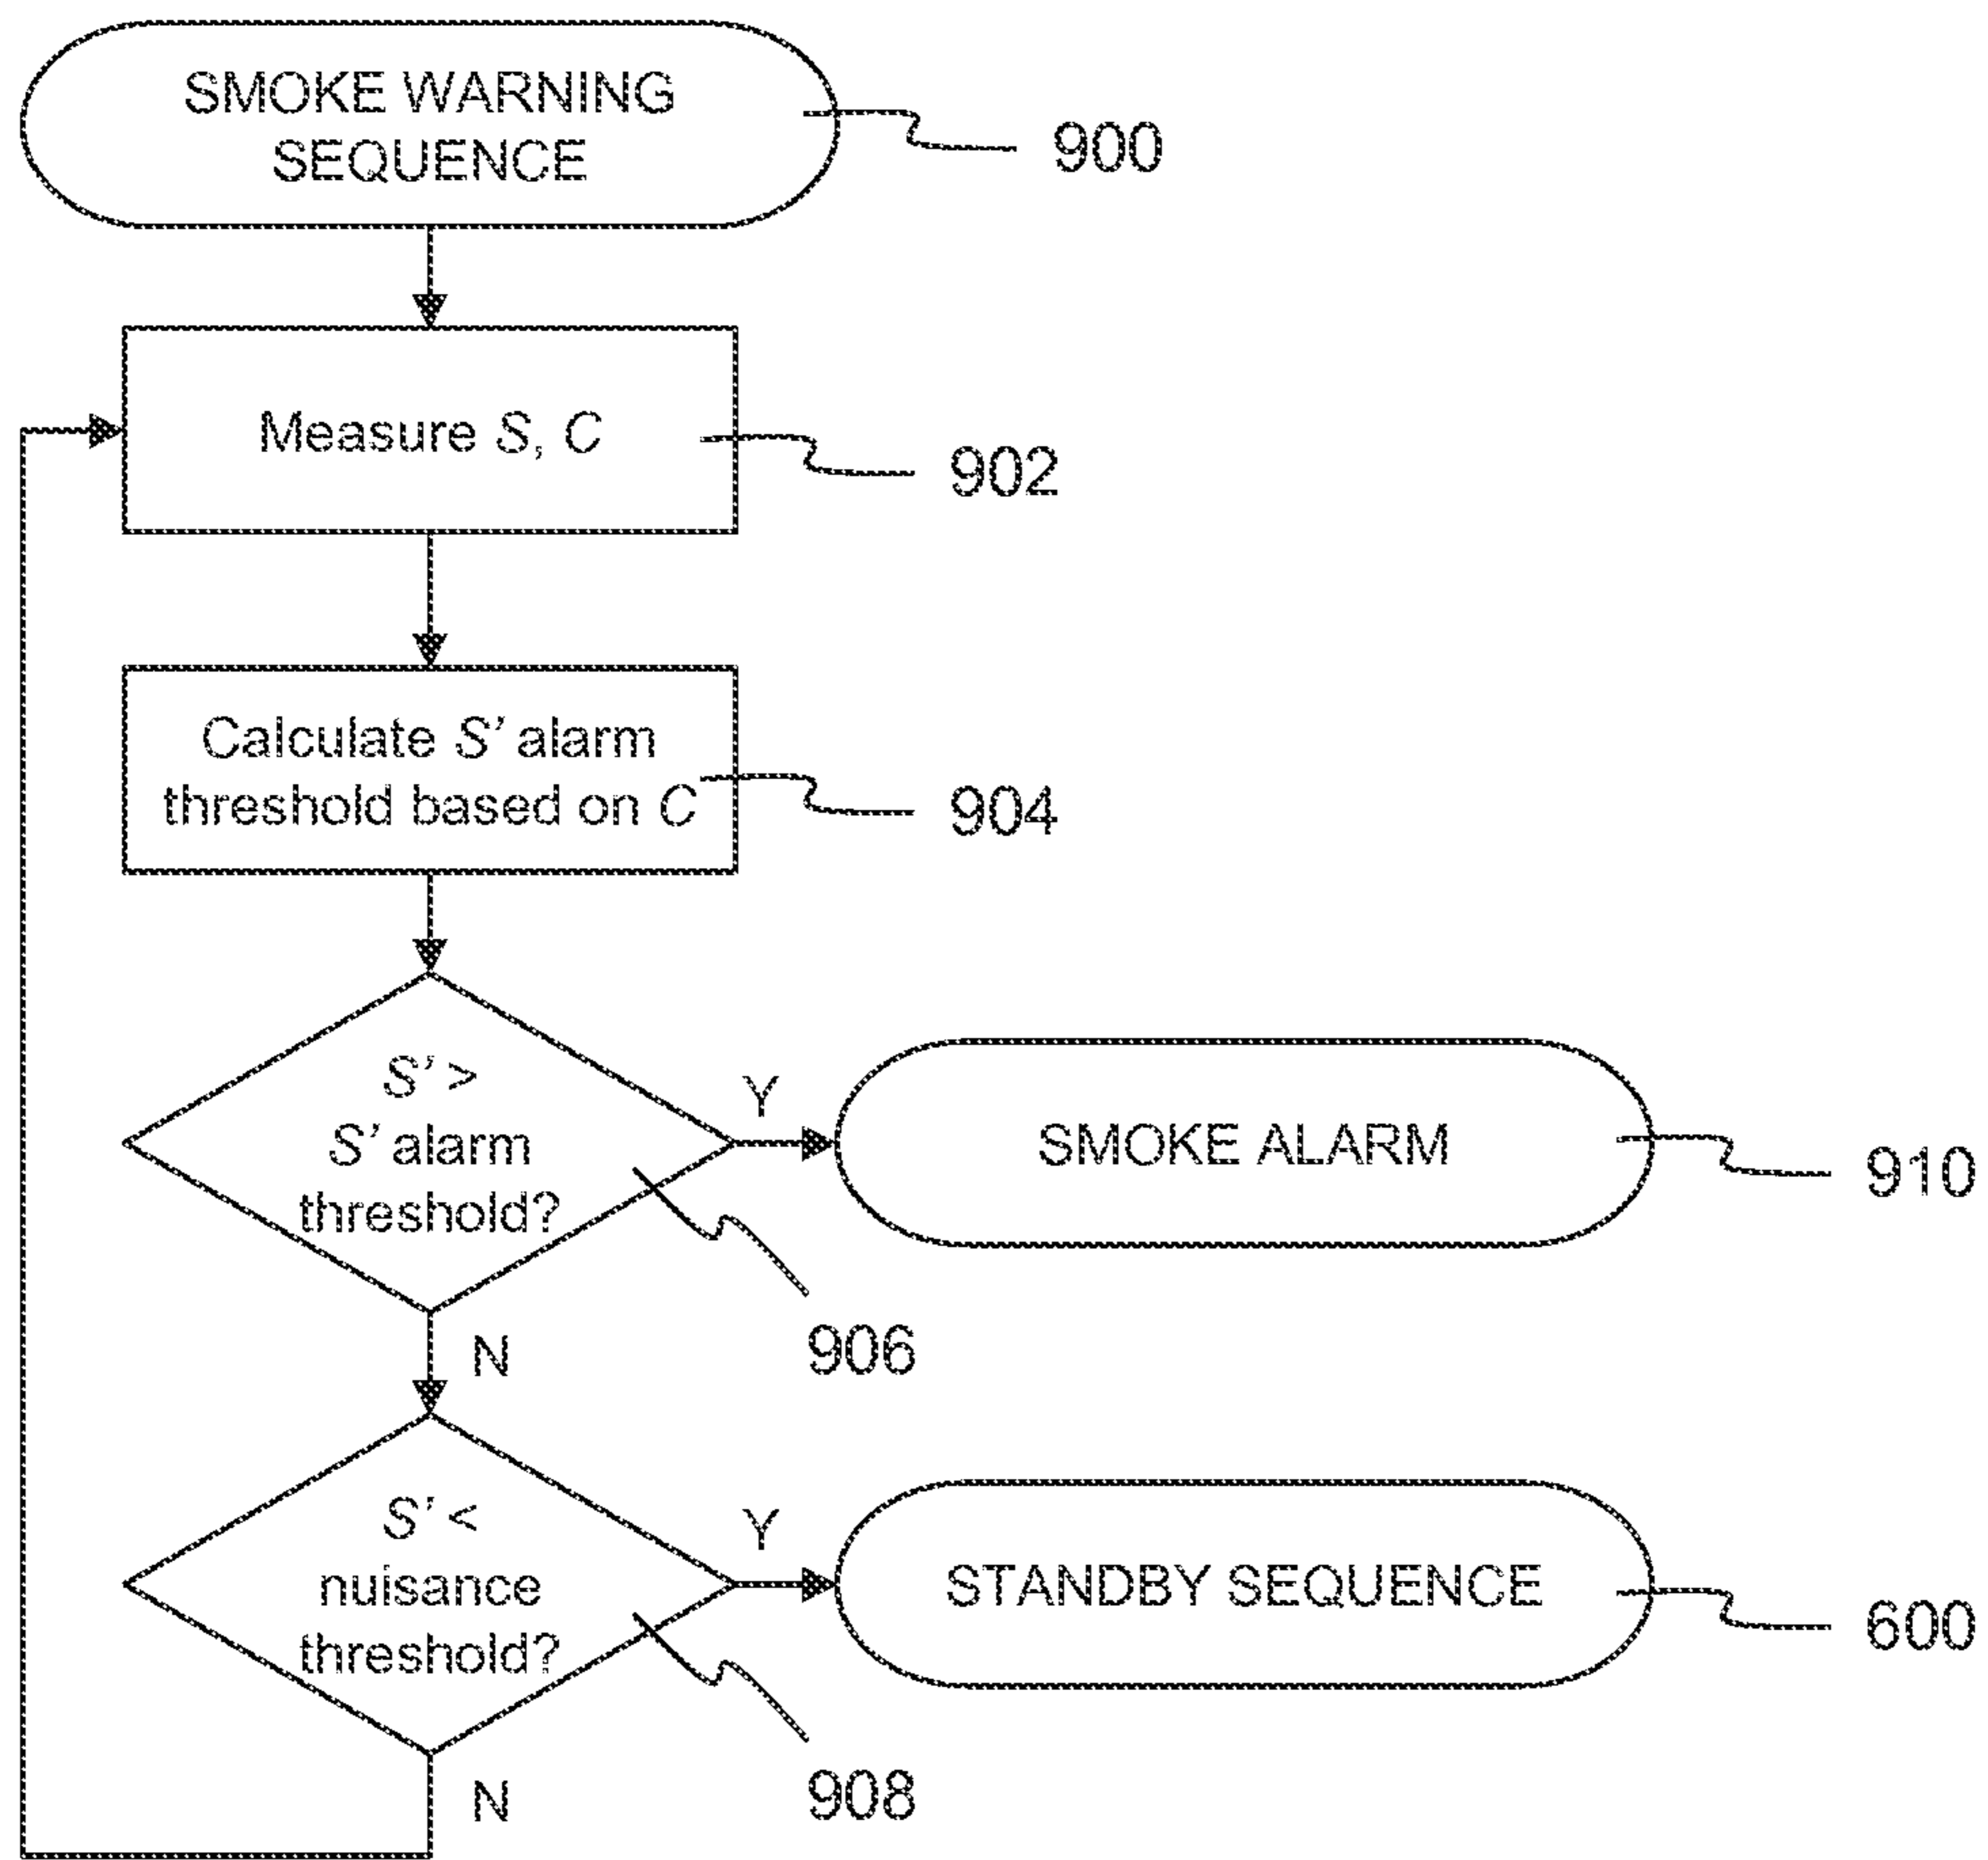 SMOKE WARNING
SEQUENCE
900
Measure S, C
902
Calculate S’ alarm
threshold based on C
904
S’ >
S’ alarm
threshold?
Y
SMOKE ALARM
910
906
N
S’ <
nuisance
threshold?
Y
STANDBY SEQUENCE
600
908
N